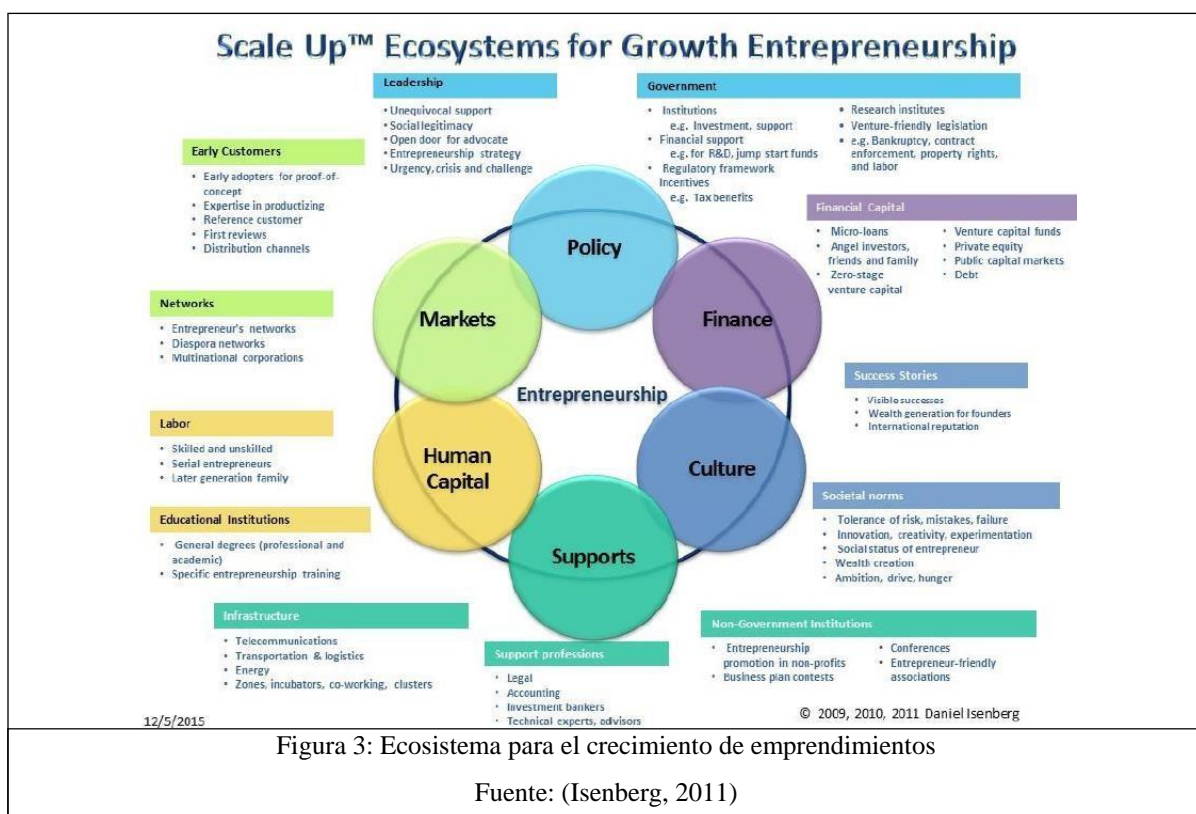 Scale Up™ Ecosystems for Growth Entrepreneurship
Leadership
• Unequivocal support
• Social legitimacy
• Open door for advocate
• Entrepreneurship strategy
• Urgency, crisis and challenge
Government
• Institutions
e.g. Investment, support
• Financial support
e.g. for R&D, jump start funds
• Regulatory framework
Incentives
e.g. Tax benefits
• Research institutes
• Venture-friendly legislation
• e.g. Bankruptcy, contract
enforcement, property rights,
and labor
Early Customers
• Early adopters for proof-of-
concept
• Expertise in productizing
• Reference customer
• First reviews
• Distribution channels
Financial Capital
• Micro-loans
• Angel investors,
friends and family
• Zero-stage
venture capital
• Venture capital funds
• Private equity
• Public capital markets
• Debt
Networks
• Entrepreneur's networks
• Diaspora networks
• Multinational corporations
Policy
Markets
Finance
Entrepreneurship
Human
Capital
Culture
Supports
Success Stories
• Visible successes
• Wealth generation for founders
• International reputation
Labor
• Skilled and unskilled
• Serial entrepreneurs
• Later generation family
Societal norms
• Tolerance of risk, mistakes, failure
• Innovation, creativity, experimentation
• Social status of entrepreneur
• Wealth creation
• Ambition, drive, hunger
Educational Institutions
• General degrees (professional and
academic)
• Specific entrepreneurship training
Infrastructure
• Telecommunications
• Transportation & logistics
• Energy
• Zones, incubators, co-working, clusters
Support professions
• Legal
• Accounting
• Investment bankers
• Technical experts, advisors
Non-Government Institutions
• Entrepreneurship
promotion in non-profits
• Business plan contests
• Conferences
• Entrepreneur-friendly
associations
12/5/2015
© 2009, 2010, 2011 Daniel Isenberg
Figura 3: Ecosistema para el crecimiento de emprendimientos
Fuente: (Isenberg, 2011)